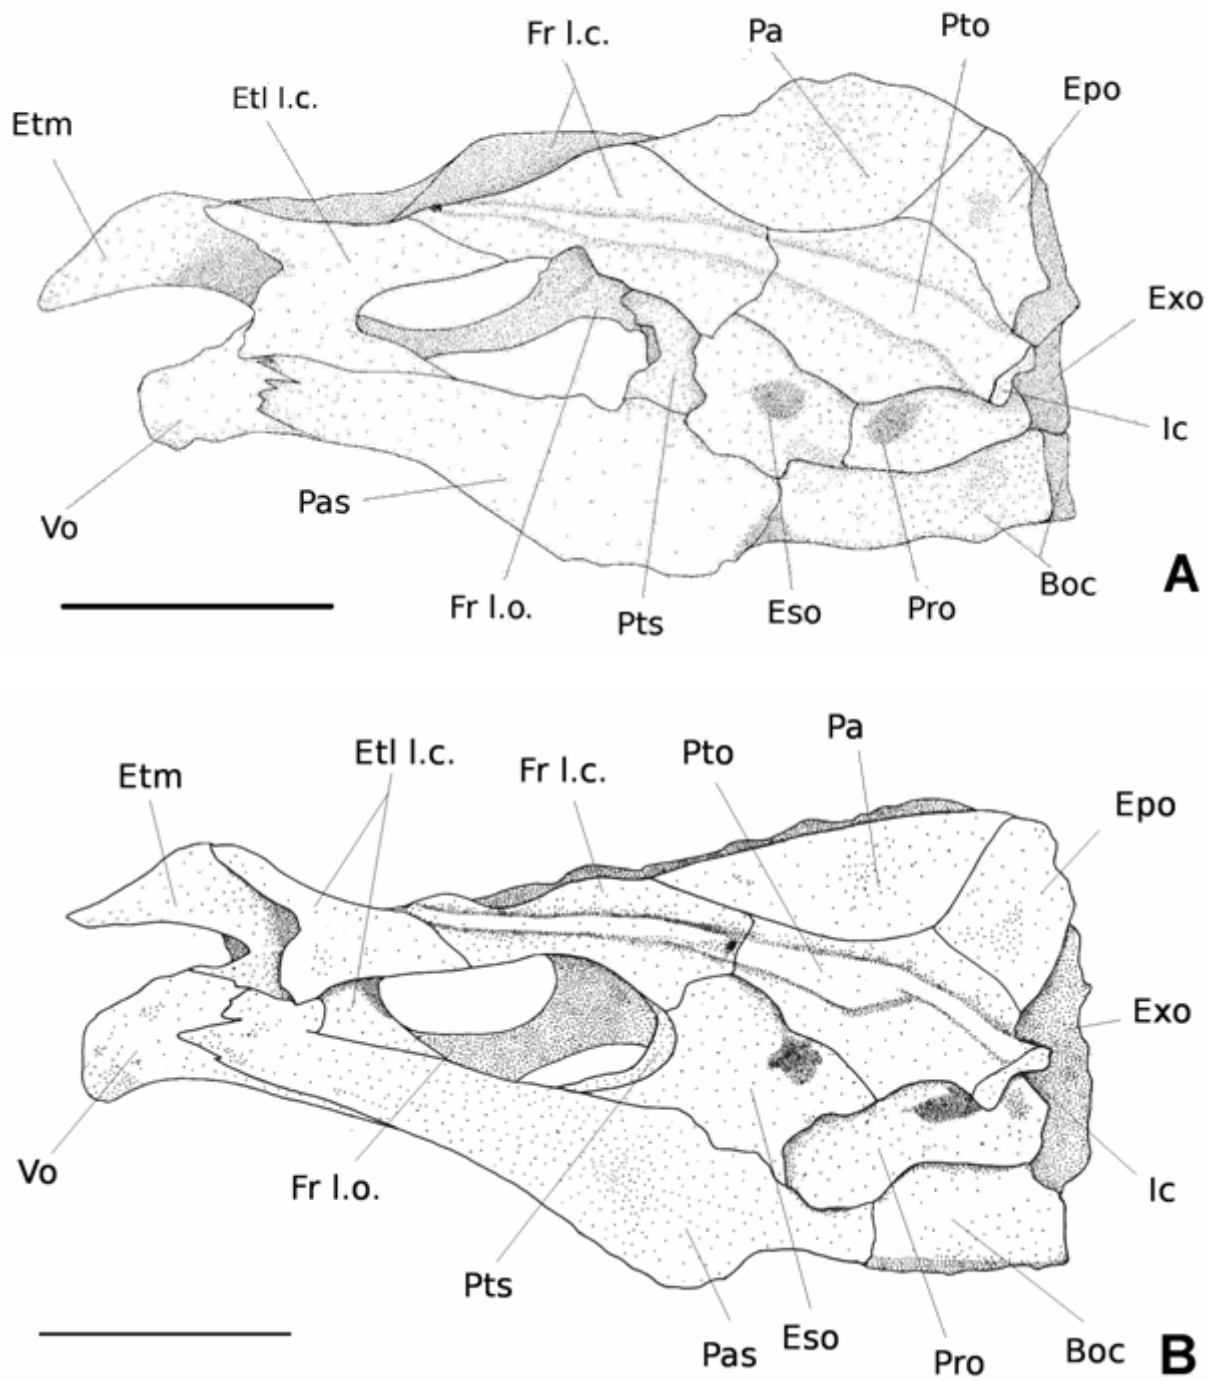 Fr l.c.
Pa
Pto
Etl l.c.
Epo
Etm
Exo
Ic
Pas
Vo
Fr l.o.
Pts
Eso
Pro
Boc
A
Pa
Etl l.c.
Pto
Fr l.c.
Etm
Epo
Exo
Vo
Fr l.o.
Ic
Pts
Eso
Pas
Pro
Boc
B